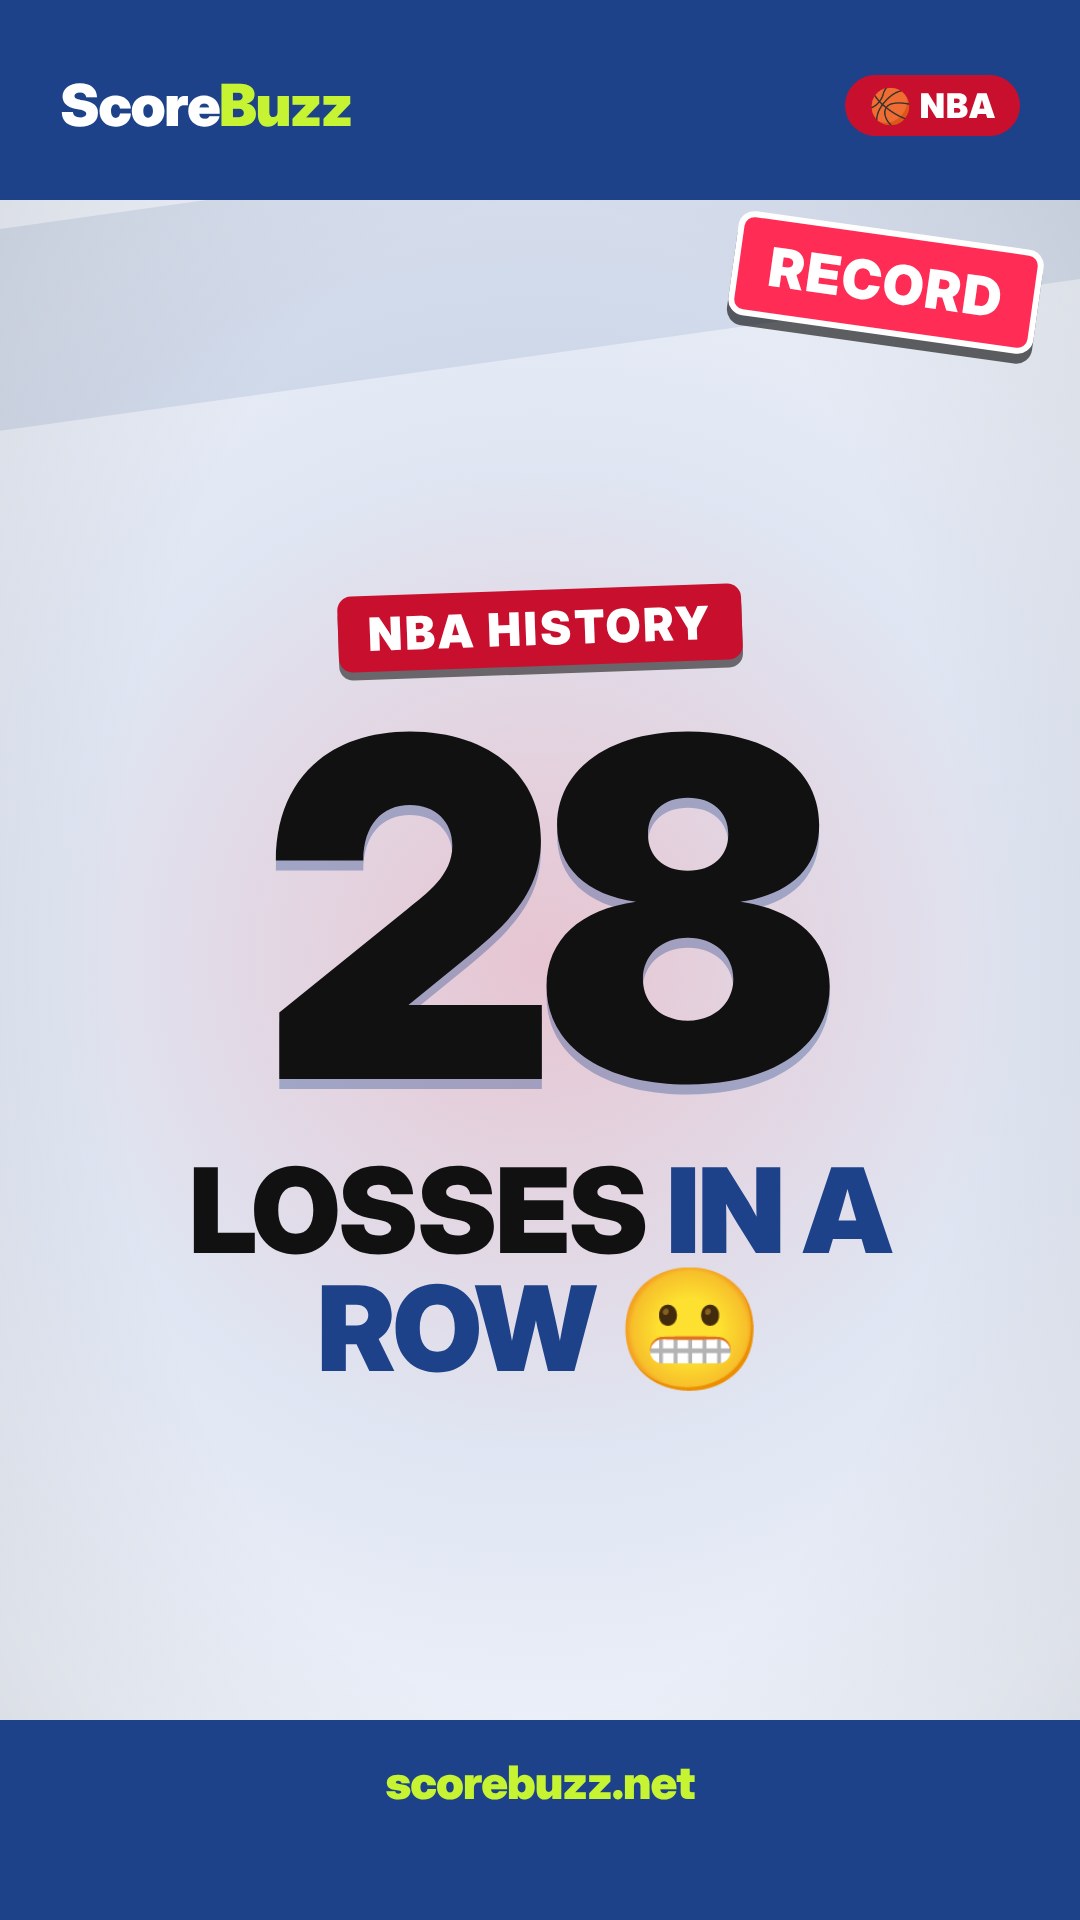 ScoreBuzz
🏀 NBA
RECORD
NBA HISTORY
28
LOSSES IN A
ROW 😬
scorebuzz.net